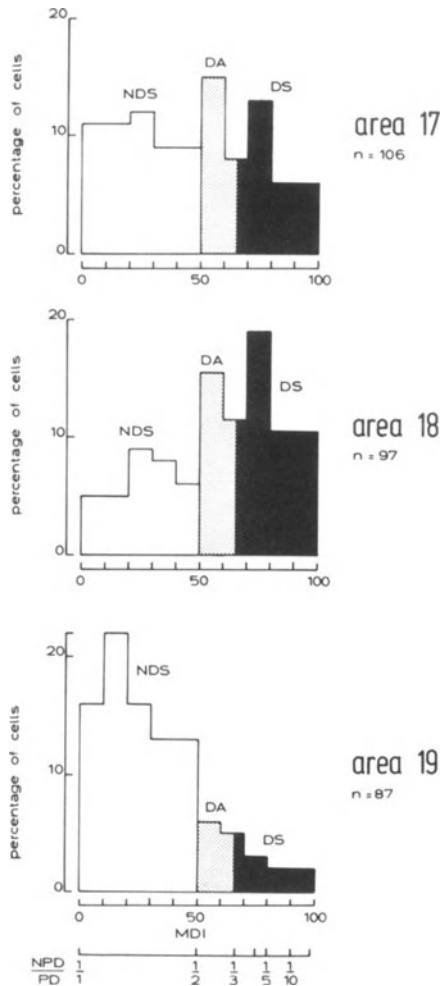 20
DA
NDS
DS
percentage of cells
10
0
0 50 100
area 17
n = 106
20
DA
DS
NDS
percentage of cells
10
0
0 50 100
area 18
n = 97
20
NDS
percentage of cells
10
DA
DS
0
0 50 100
MDI
area 19
n = 87
NPD/PD 1/1 1/2 1/3 1/5 1/10